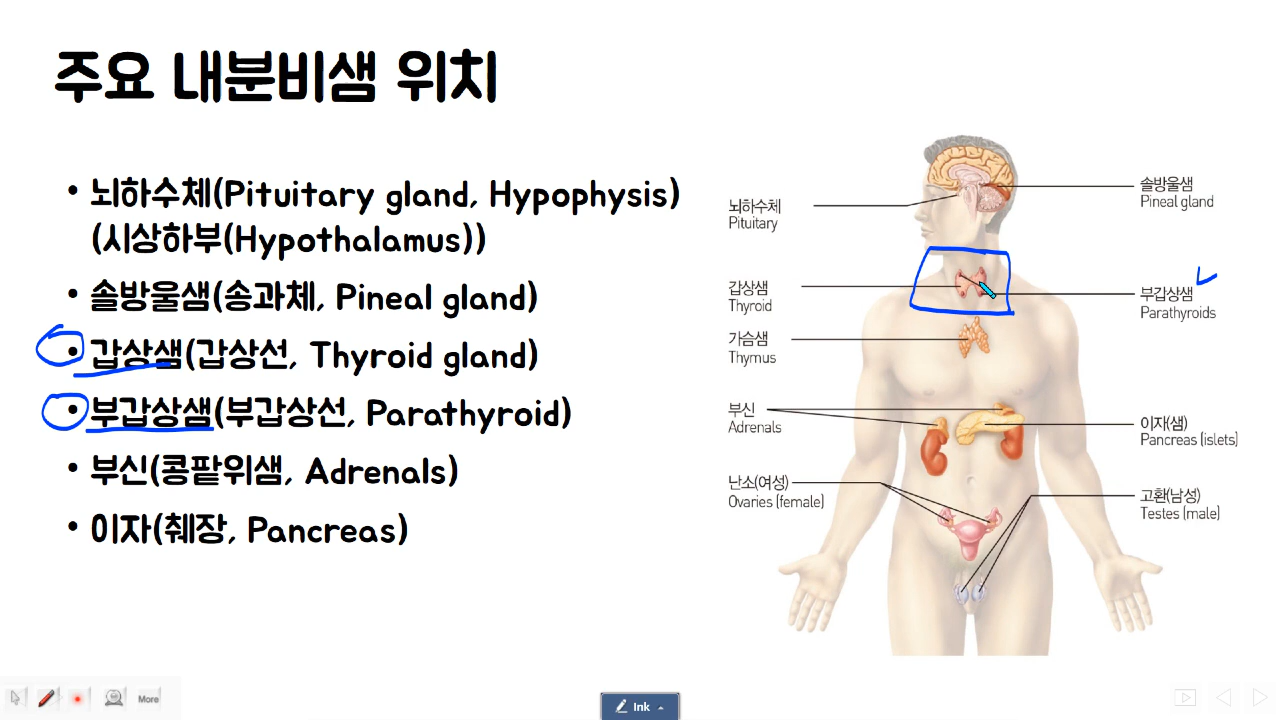 주요 내분비샘 위치
• 뇌하수체(Pituitary gland, Hypophysis)
(시상하부(Hypothalamus))
• 솔방울샘(송과체, Pineal gland)
• 갑상샘(갑상선, Thyroid gland)
• 부갑상샘(부갑상선, Parathyroid)
• 부신(콩팥위샘, Adrenals)
• 이자(췌장, Pancreas)
뇌하수체
Pituitary
갑상샘
Thyroid
가슴샘
Thymus
부신
Adrenals
난소(여성)
Ovaries (female)
솔방울샘
Pineal gland
부갑상샘
Parathyroids
이자(샘)
Pancreas (islets)
고환(남성)
Testes (male)
More
Ink